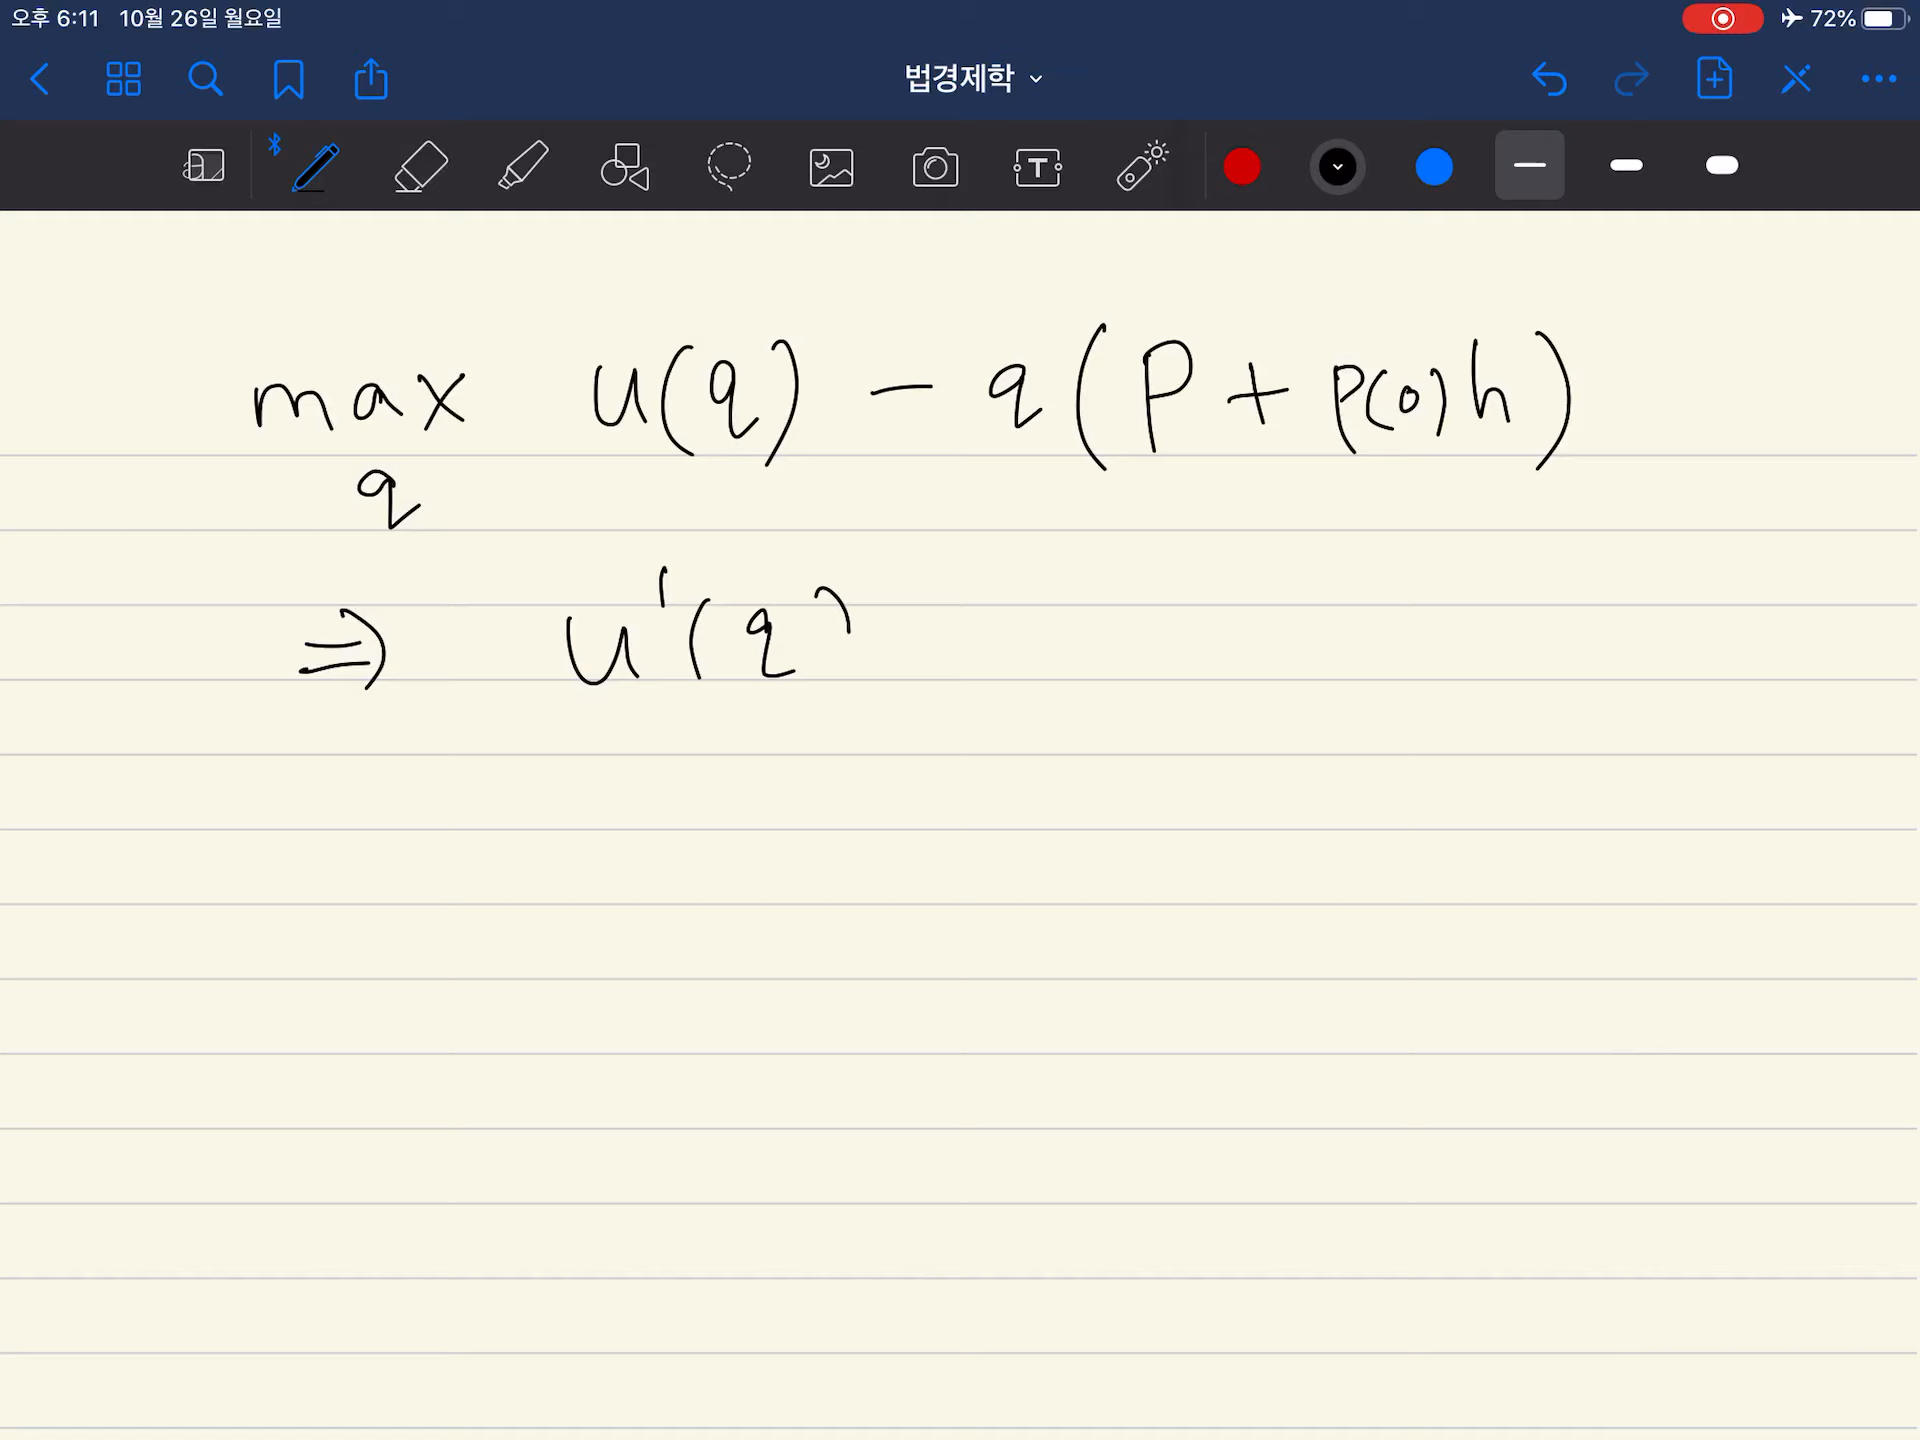 오후 6:11 10월 26일 월요일 72%
법경제학
T
max u(q) - q(P + p(0)h)
q
⇒ u'(q)